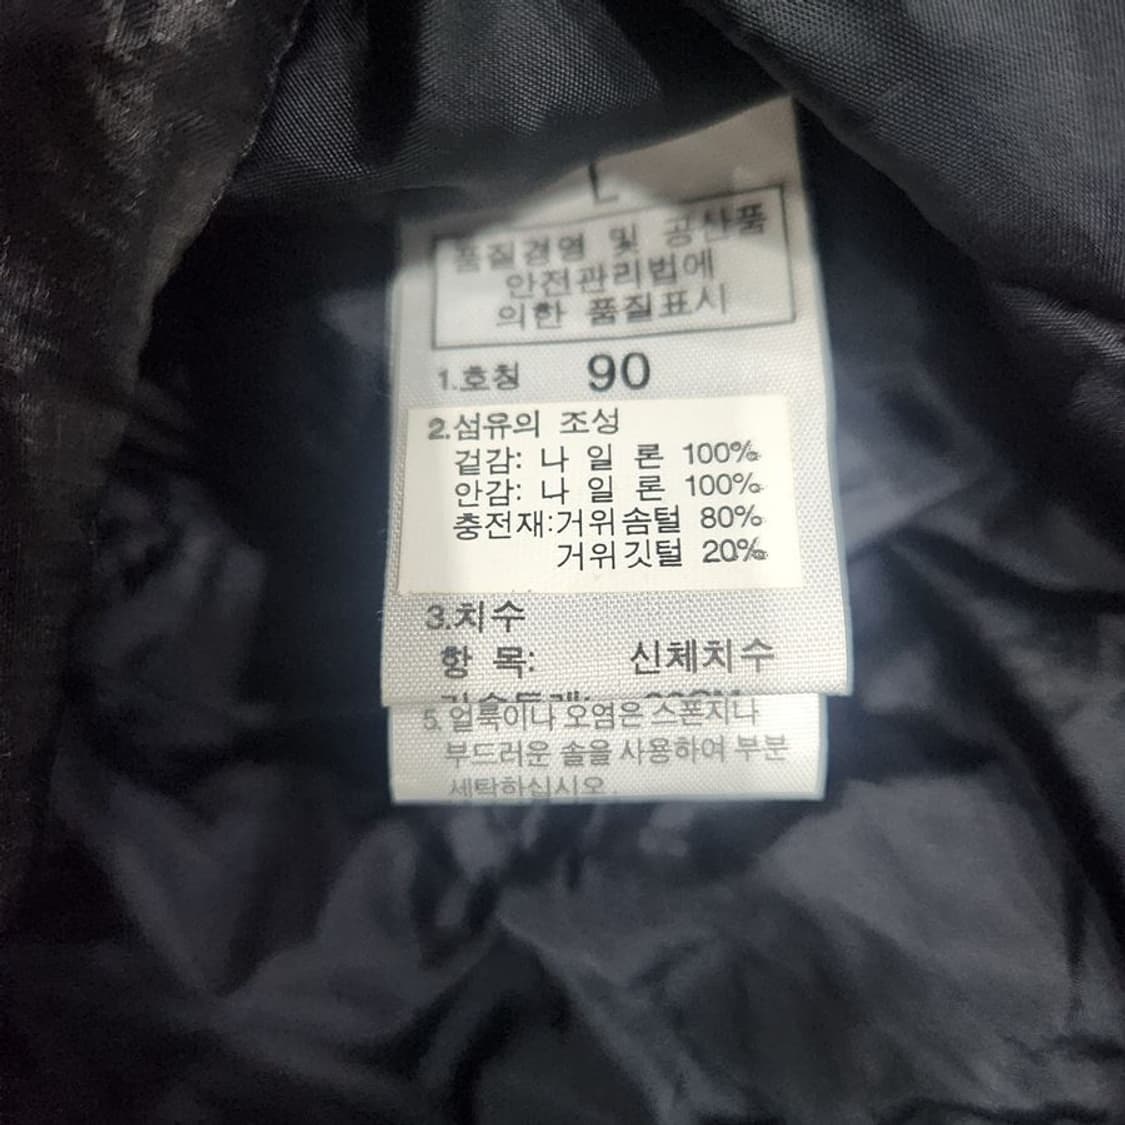 품질경영 및 공산품
안전관리법에
의한 품질표시
1.호칭 90
2.섬유의 조성
겉감: 나 일 론 100%
안감: 나 일 론 100%
충전재:거위솜털 80%
거위깃털 20%
3.치수
항 목: 신체치수
5. 얼룩이나 오염은 스폰지나
부드러운 솔을 사용하여 부분
세탁하십시오.